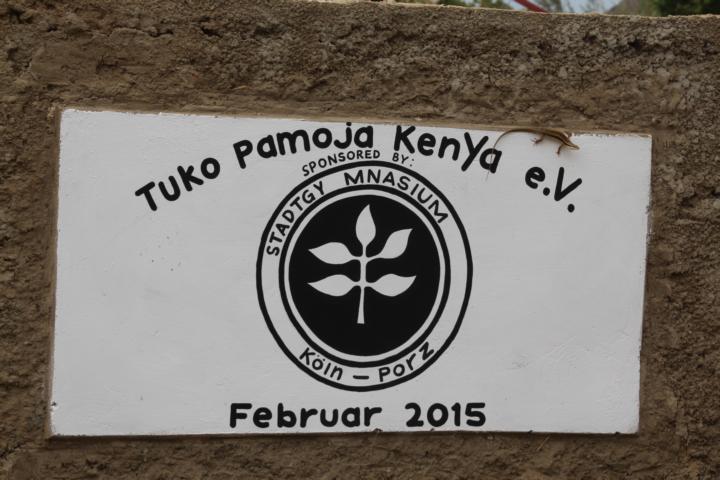 Tuko Pamoja Kenya e.V.
SPONSORED BY:
STADTGY MNASIUM
Köln - Porz
Februar 2015